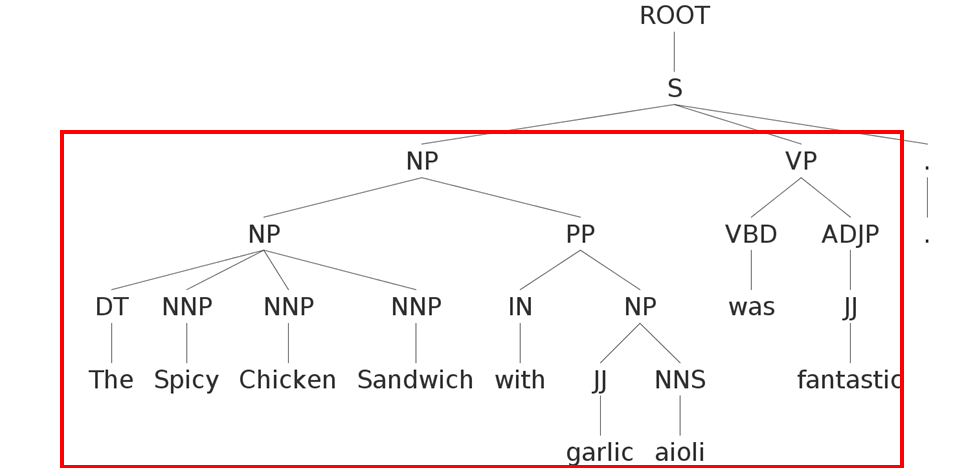 ROOT
S
NP VP .
NP PP VBD ADJP .
DT NNP NNP NNP IN NP was JJ
The Spicy Chicken Sandwich with JJ NNS fantastic
garlic aioli